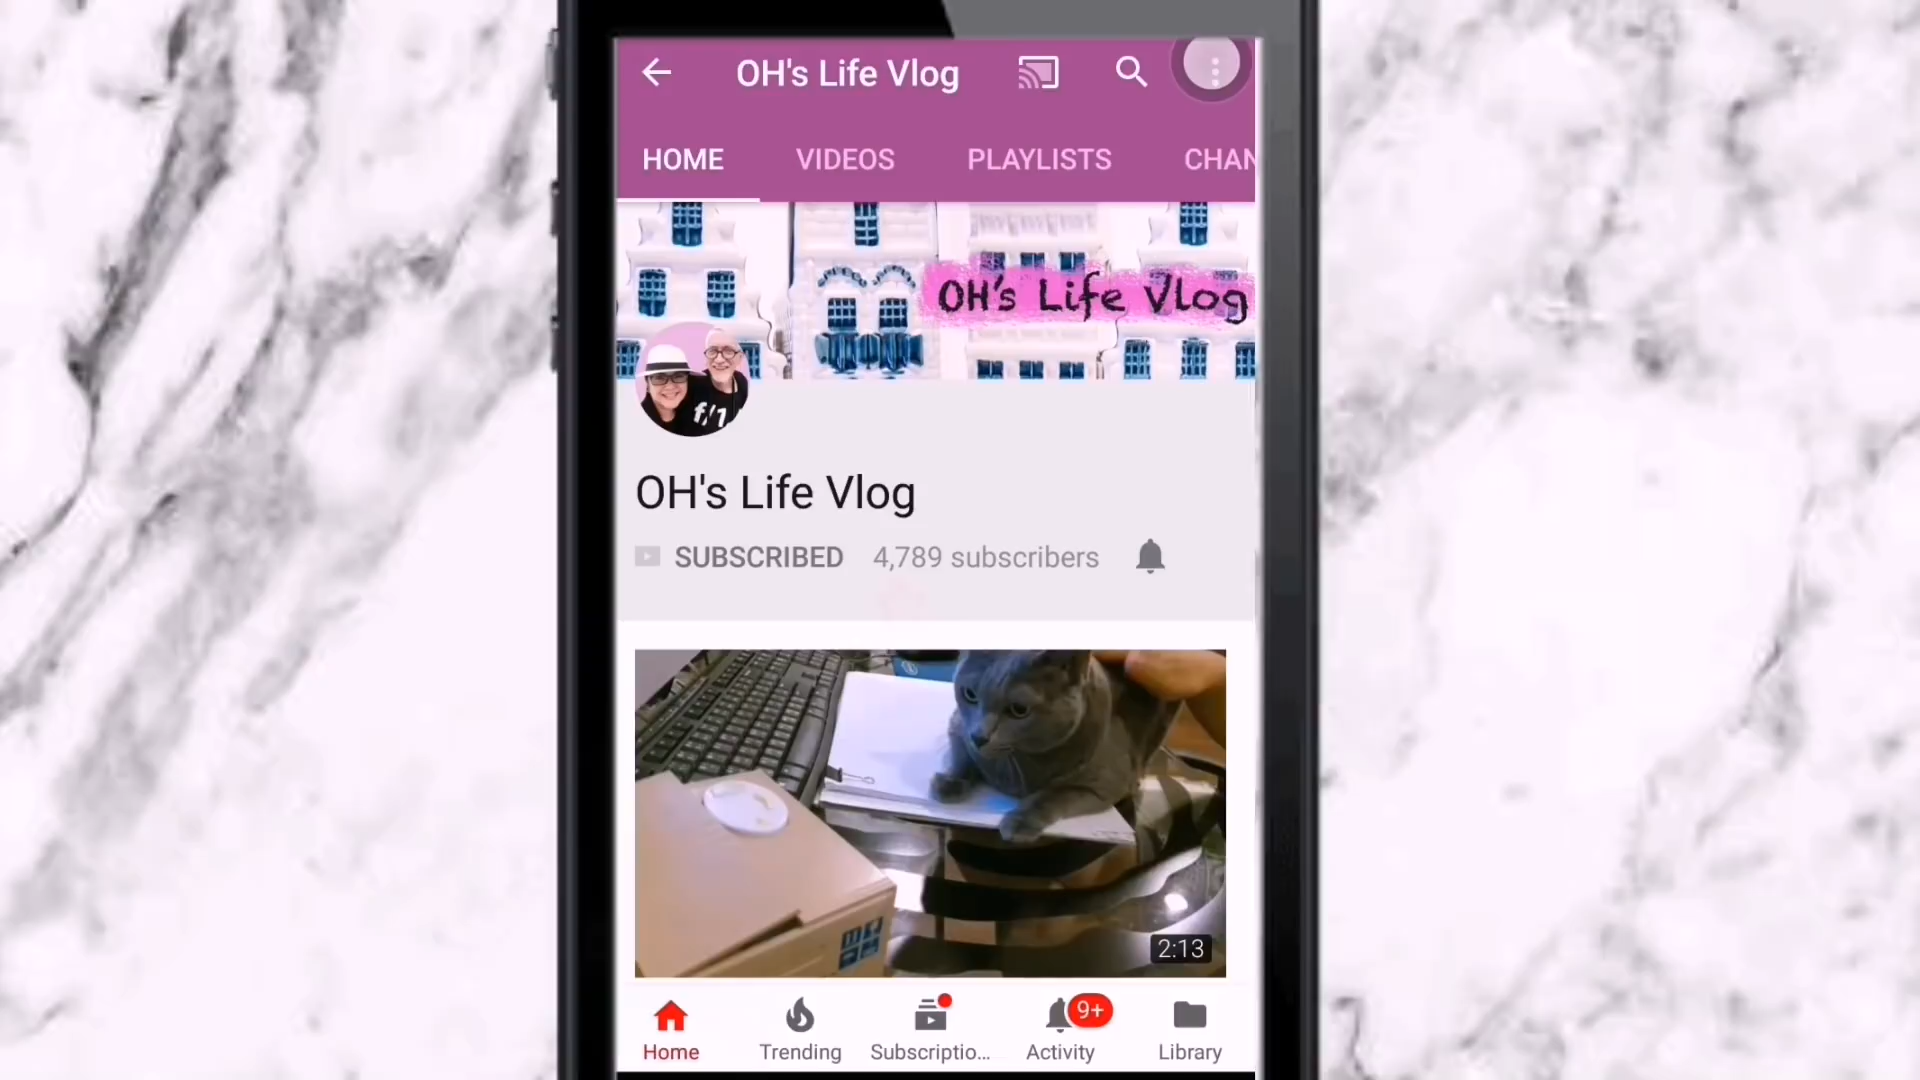 OH's Life Vlog
HOME VIDEOS PLAYLISTS CHAN
OH's Life Vlog
f/1
OH's Life Vlog
SUBSCRIBED 4,789 subscribers
2:13
9+
Home Trending Subscriptio... Activity Library